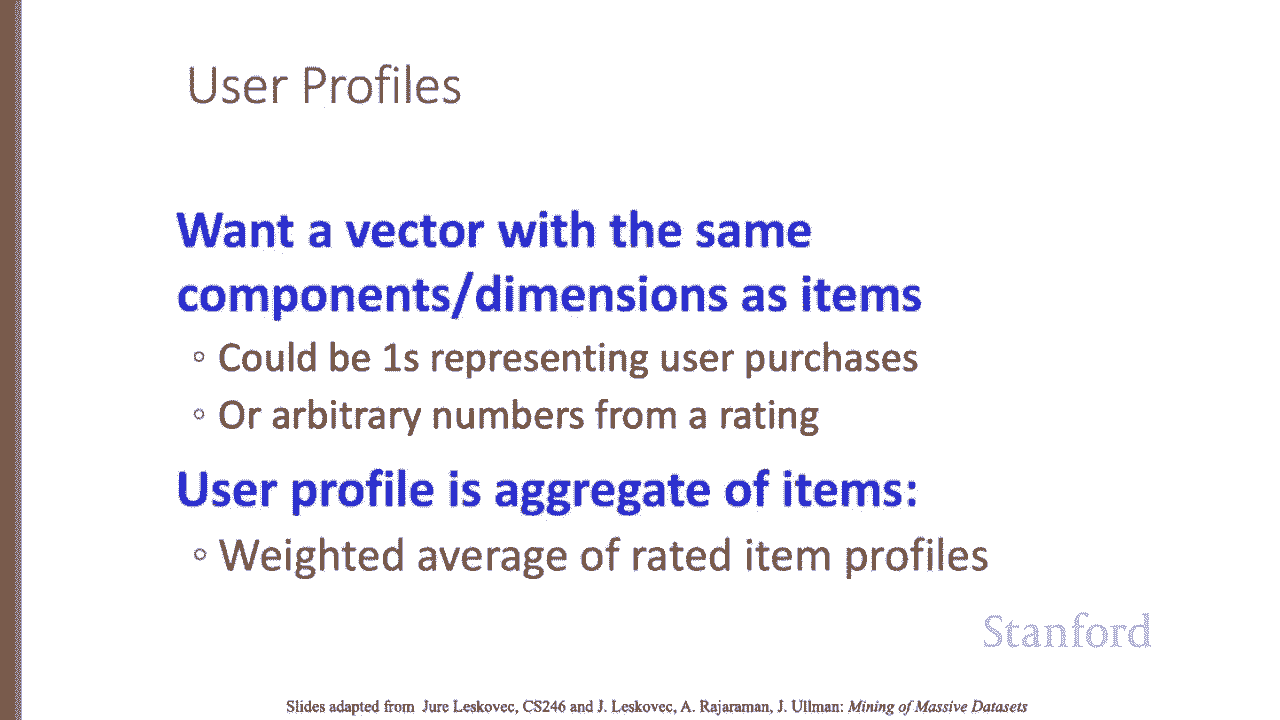 User Profiles
Want a vector with the same
components/dimensions as items
◦ Could be 1s representing user purchases
◦ Or arbitrary numbers from a rating
User profile is aggregate of items:
◦ Weighted average of rated item profiles
Stanford
Slides adapted from Jure Leskovec, CS246 and J. Leskovec, A. Rajaraman, J. Ullman: Mining of Massive Datasets